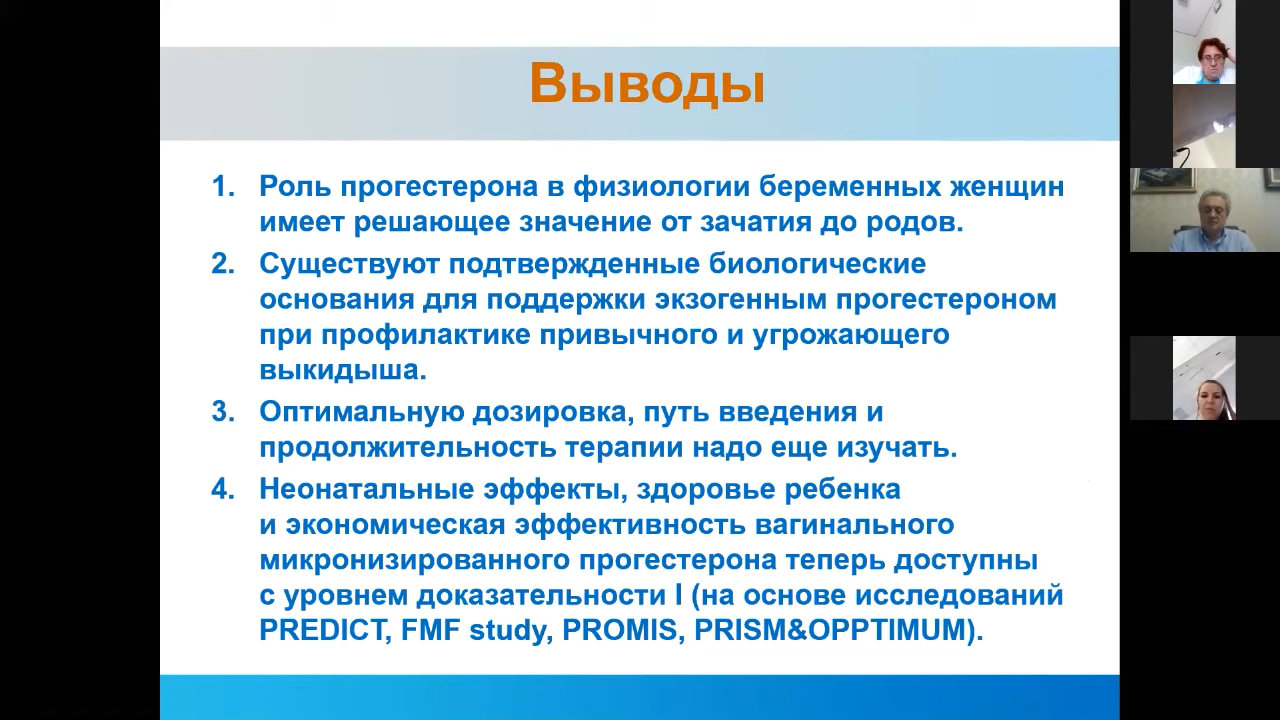 Выводы
1. Роль прогестерона в физиологии беременных женщин
имеет решающее значение от зачатия до родов.
2. Существуют подтвержденные биологические
основания для поддержки экзогенным прогестероном
при профилактике привычного и угрожающего
выкидыша.
3. Оптимальную дозировка, путь введения и
продолжительность терапии надо еще изучать.
4. Неонатальные эффекты, здоровье ребенка
и экономическая эффективность вагинального
микронизированного прогестерона теперь доступны
с уровнем доказательности I (на основе исследований
PREDICT, FMF study, PROMIS, PRISM&OPPTIMUM).